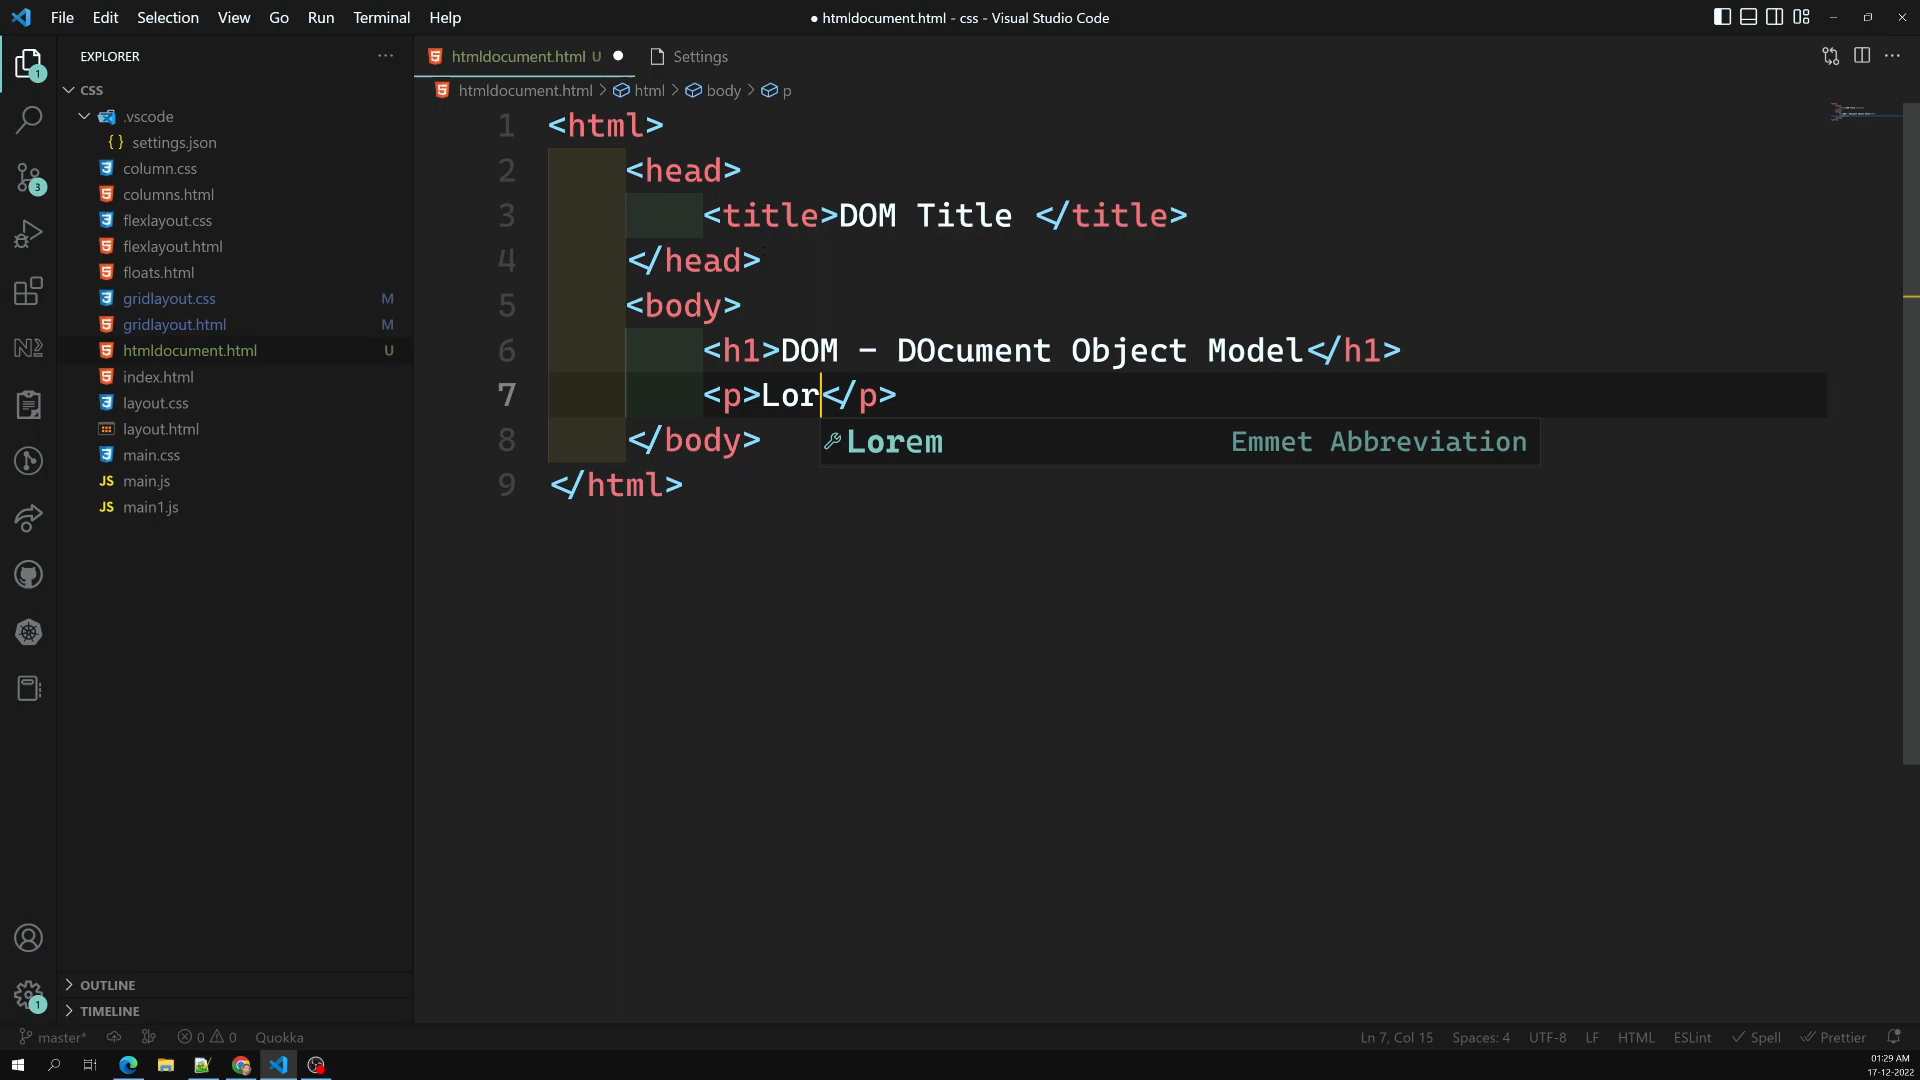 File Edit Selection View Go Run Terminal Help
● htmldocument.html - css - Visual Studio Code
EXPLORER
CSS
.vscode
{ } settings.json
column.css
columns.html
flexlayout.css
flexlayout.html
floats.html
gridlayout.css M
gridlayout.html M
htmldocument.html U
index.html
layout.css
layout.html
main.css
JS main.js
JS main1.js
OUTLINE
TIMELINE
1
3
1
htmldocument.html U ● Settings
htmldocument.html > html > body > p
1 <html>
2 <head>
3 <title>DOM Title </title>
4 </head>
5 <body>
6 <h1>DOM - DOcument Object Model</h1>
7 <p>Lor</p>
Lorem Emmet Abbreviation
8 </body>
9 </html>
master* 0 0 Quokka
Ln 7, Col 15 Spaces: 4 UTF-8 LF HTML ESLint Spell Prettier
01:29 AM
17-12-2022